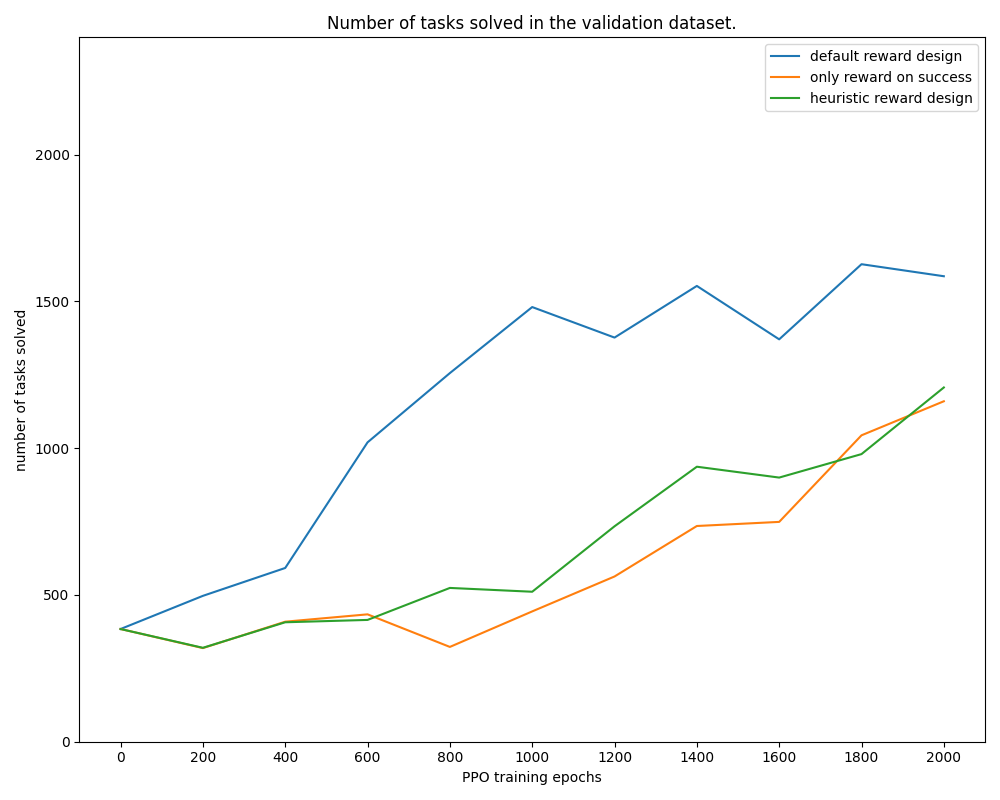 Number of tasks solved in the validation dataset.
default reward design
only reward on success
heuristic reward design
2000
1500
1000
500
0
number of tasks solved
0 200 400 600 800 1000 1200 1400 1600 1800 2000
PPO training epochs